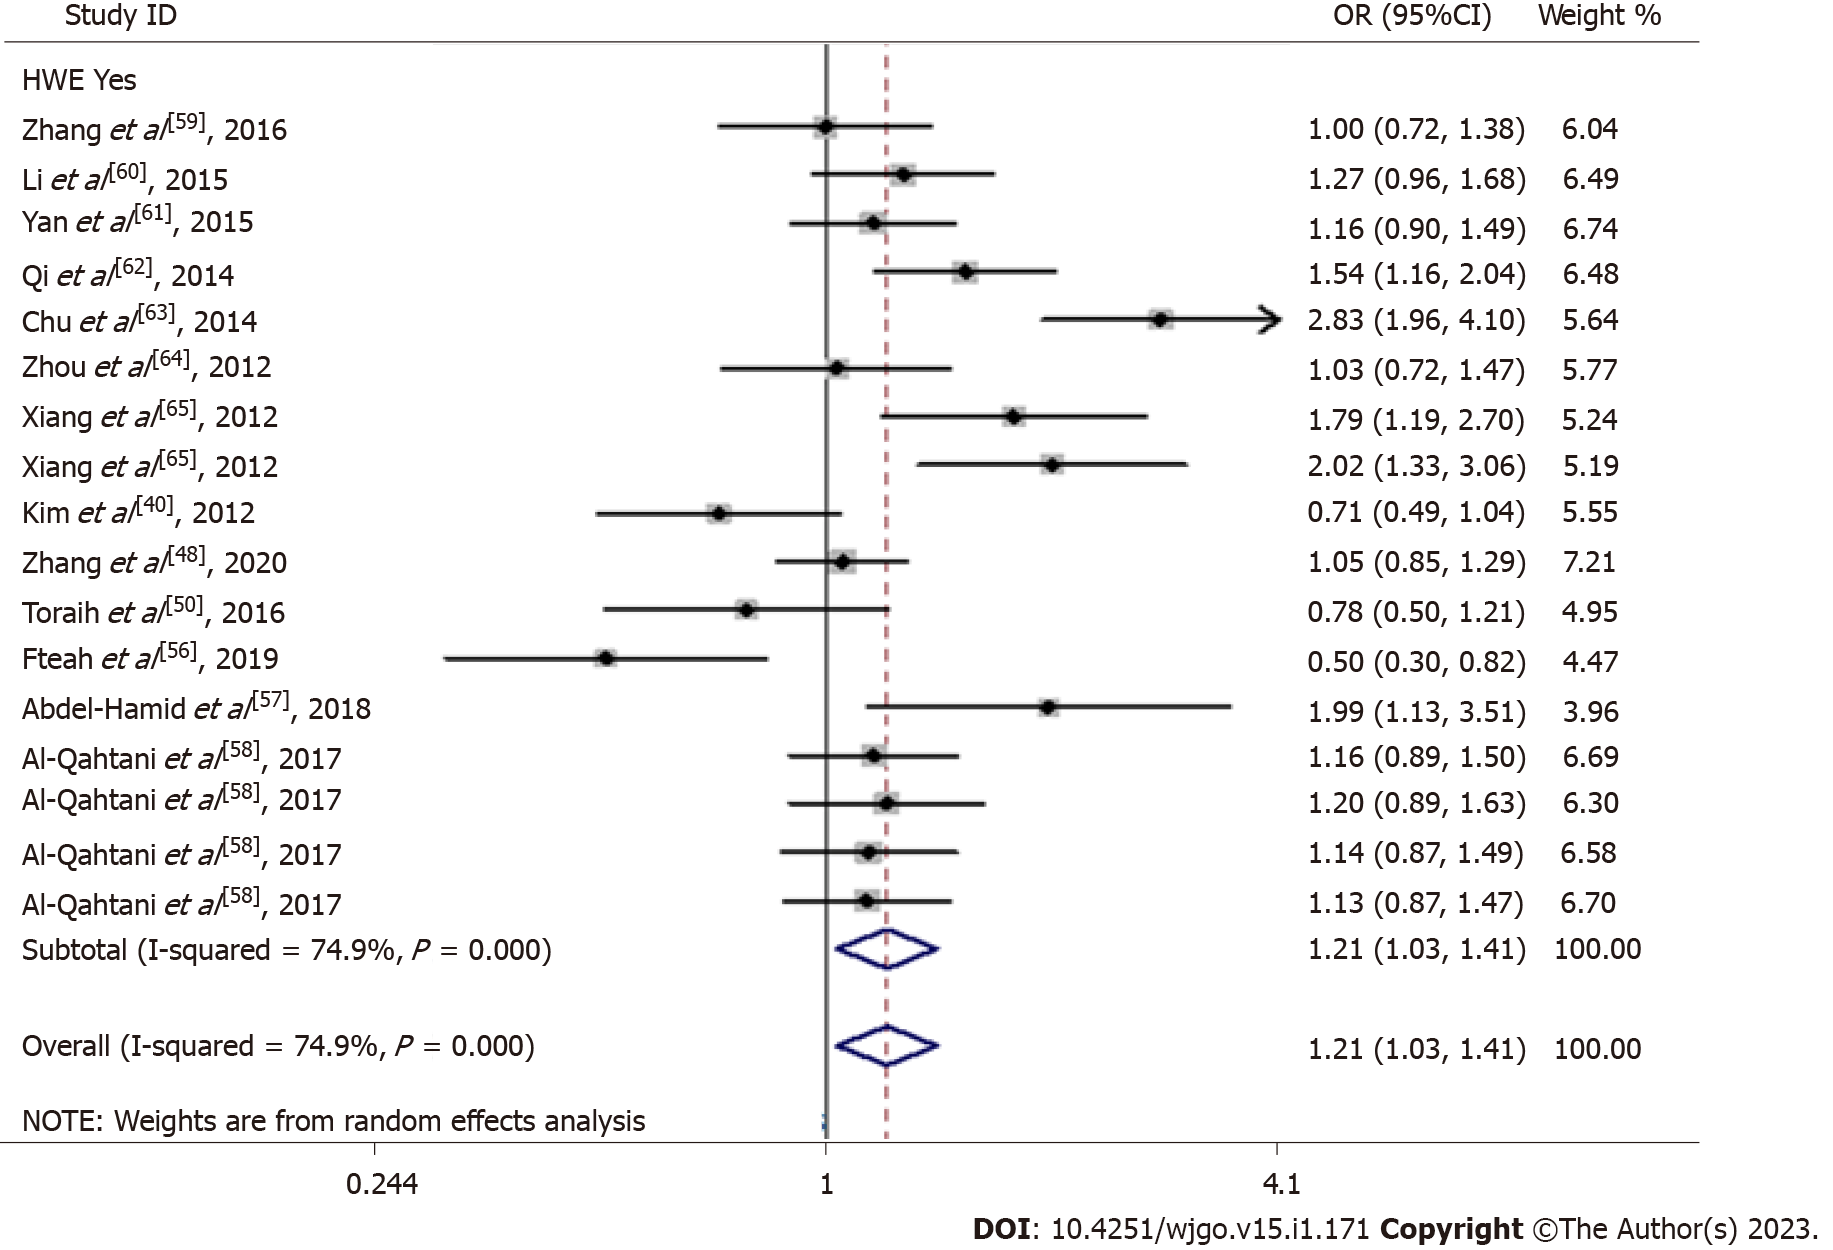 Study ID OR (95%CI) Weight %
HWE Yes
Zhang et al[59], 2016 1.00 (0.72, 1.38) 6.04
Li et al[60], 2015 1.27 (0.96, 1.68) 6.49
Yan et al[61], 2015 1.16 (0.90, 1.49) 6.74
Qi et al[62], 2014 1.54 (1.16, 2.04) 6.48
Chu et al[63], 2014 2.83 (1.96, 4.10) 5.64
Zhou et al[64], 2012 1.03 (0.72, 1.47) 5.77
Xiang et al[65], 2012 1.79 (1.19, 2.70) 5.24
Xiang et al[65], 2012 2.02 (1.33, 3.06) 5.19
Kim et al[40], 2012 0.71 (0.49, 1.04) 5.55
Zhang et al[48], 2020 1.05 (0.85, 1.29) 7.21
Toraih et al[50], 2016 0.78 (0.50, 1.21) 4.95
Fteah et al[56], 2019 0.50 (0.30, 0.82) 4.47
Abdel-Hamid et al[57], 2018 1.99 (1.13, 3.51) 3.96
Al-Qahtani et al[58], 2017 1.16 (0.89, 1.50) 6.69
Al-Qahtani et al[58], 2017 1.20 (0.89, 1.63) 6.30
Al-Qahtani et al[58], 2017 1.14 (0.87, 1.49) 6.58
Al-Qahtani et al[58], 2017 1.13 (0.87, 1.47) 6.70
Subtotal (I-squared = 74.9%, P = 0.000) 1.21 (1.03, 1.41) 100.00
Overall (I-squared = 74.9%, P = 0.000) 1.21 (1.03, 1.41) 100.00
NOTE: Weights are from random effects analysis
0.244 1 4.1
DOI: 10.4251/wjgo.v15.i1.171 Copyright ©The Author(s) 2023.